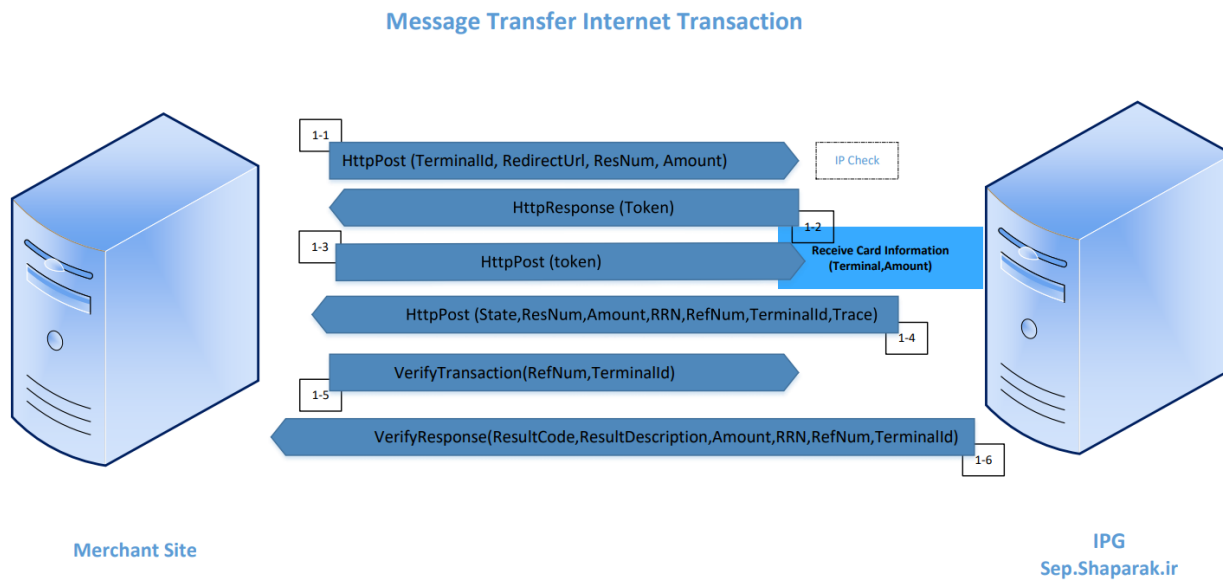 Message Transfer Internet Transaction
1-1
HttpPost (TerminalId, RedirectUrl, ResNum, Amount)
IP Check
HttpResponse (Token)
1-2
1-3
HttpPost (token)
Receive Card Information
(Terminal,Amount)
HttpPost (State,ResNum,Amount,RRN,RefNum,TerminalId,Trace)
1-4
VerifyTransaction(RefNum,TerminalId)
1-5
VerifyResponse(ResultCode,ResultDescription,Amount,RRN,RefNum,TerminalId)
1-6
Merchant Site
IPG
Sep.Shaparak.ir